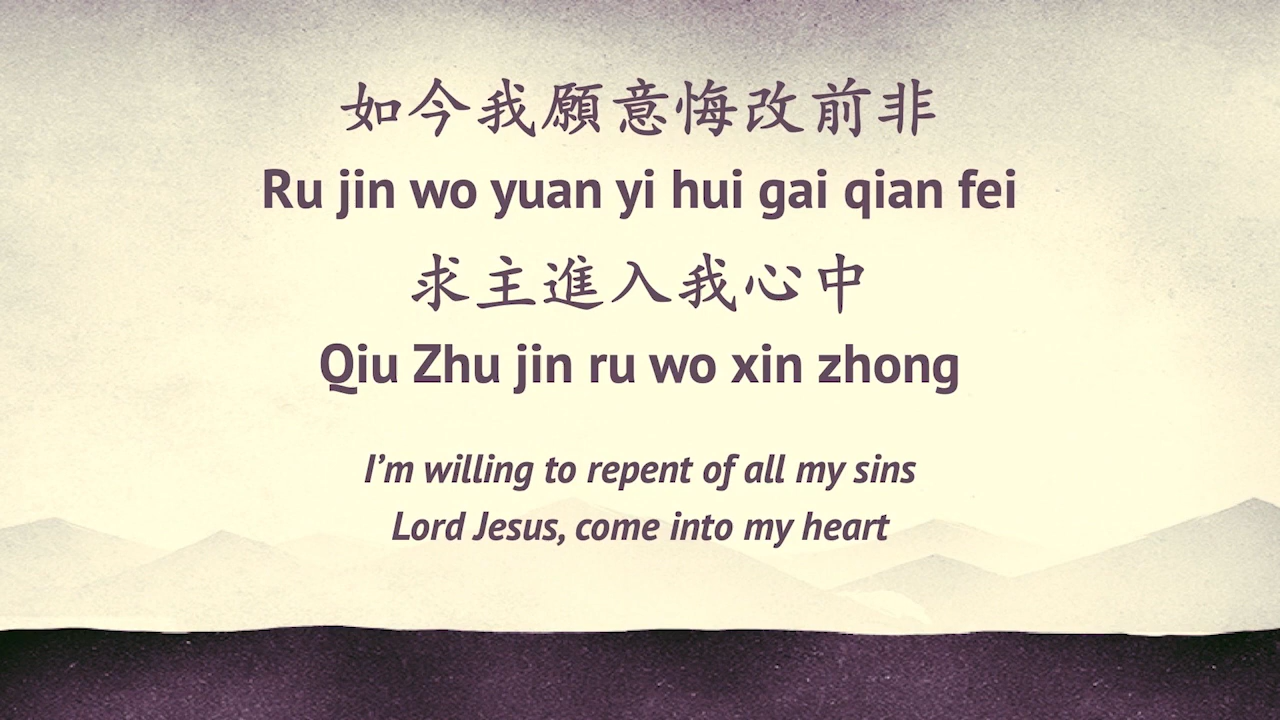 如今我願意悔改前非
Ru jin wo yuan yi hui gai qian fei
求主進入我心中
Qiu Zhu jin ru wo xin zhong
I’m willing to repent of all my sins
Lord Jesus, come into my heart